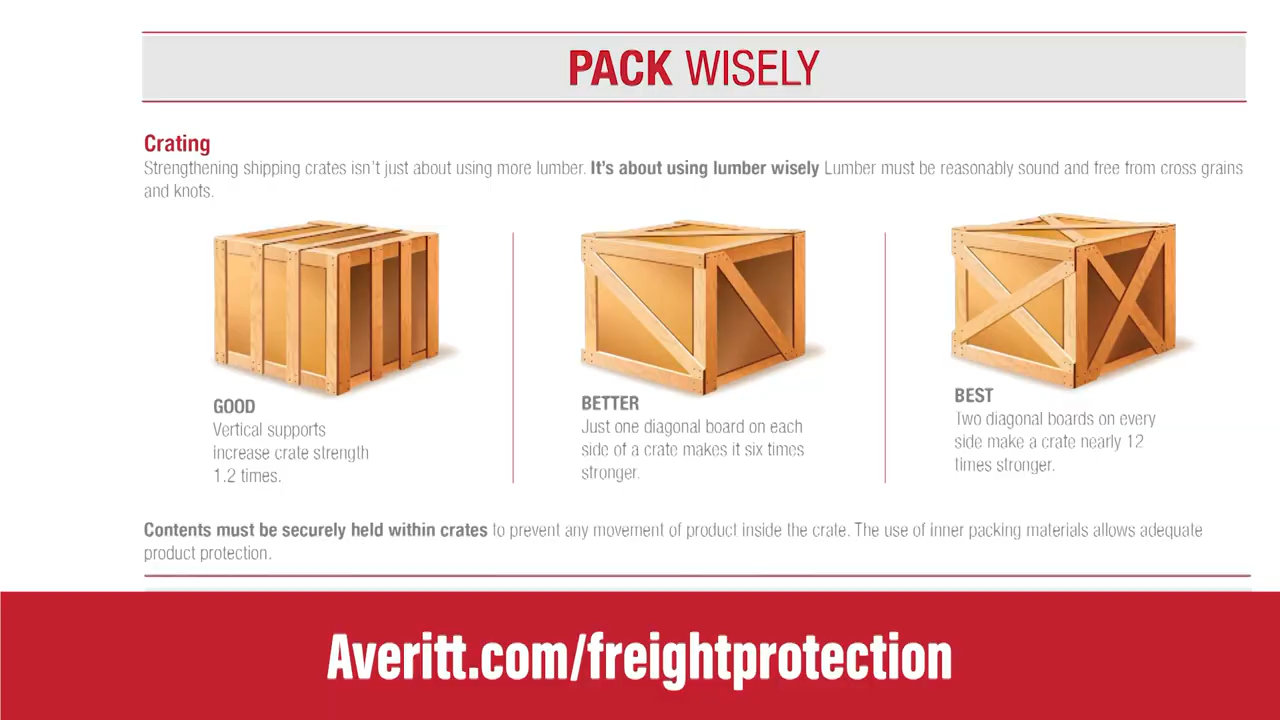 PACK WISELY
Crating
Strengthening shipping crates isn't just about using more lumber. It's about using lumber wisely Lumber must be reasonably sound and free from cross grains
and knots.
GOOD
Vertical supports
increase crate strength
1.2 times.
BETTER
Just one diagonal board on each
side of a crate makes it six times
stronger.
BEST
Two diagonal boards on every
side make a crate nearly 12
times stronger.
Contents must be securely held within crates to prevent any movement of product inside the crate. The use of inner packing materials allows adequate
product protection.
Averitt.com/freightprotection